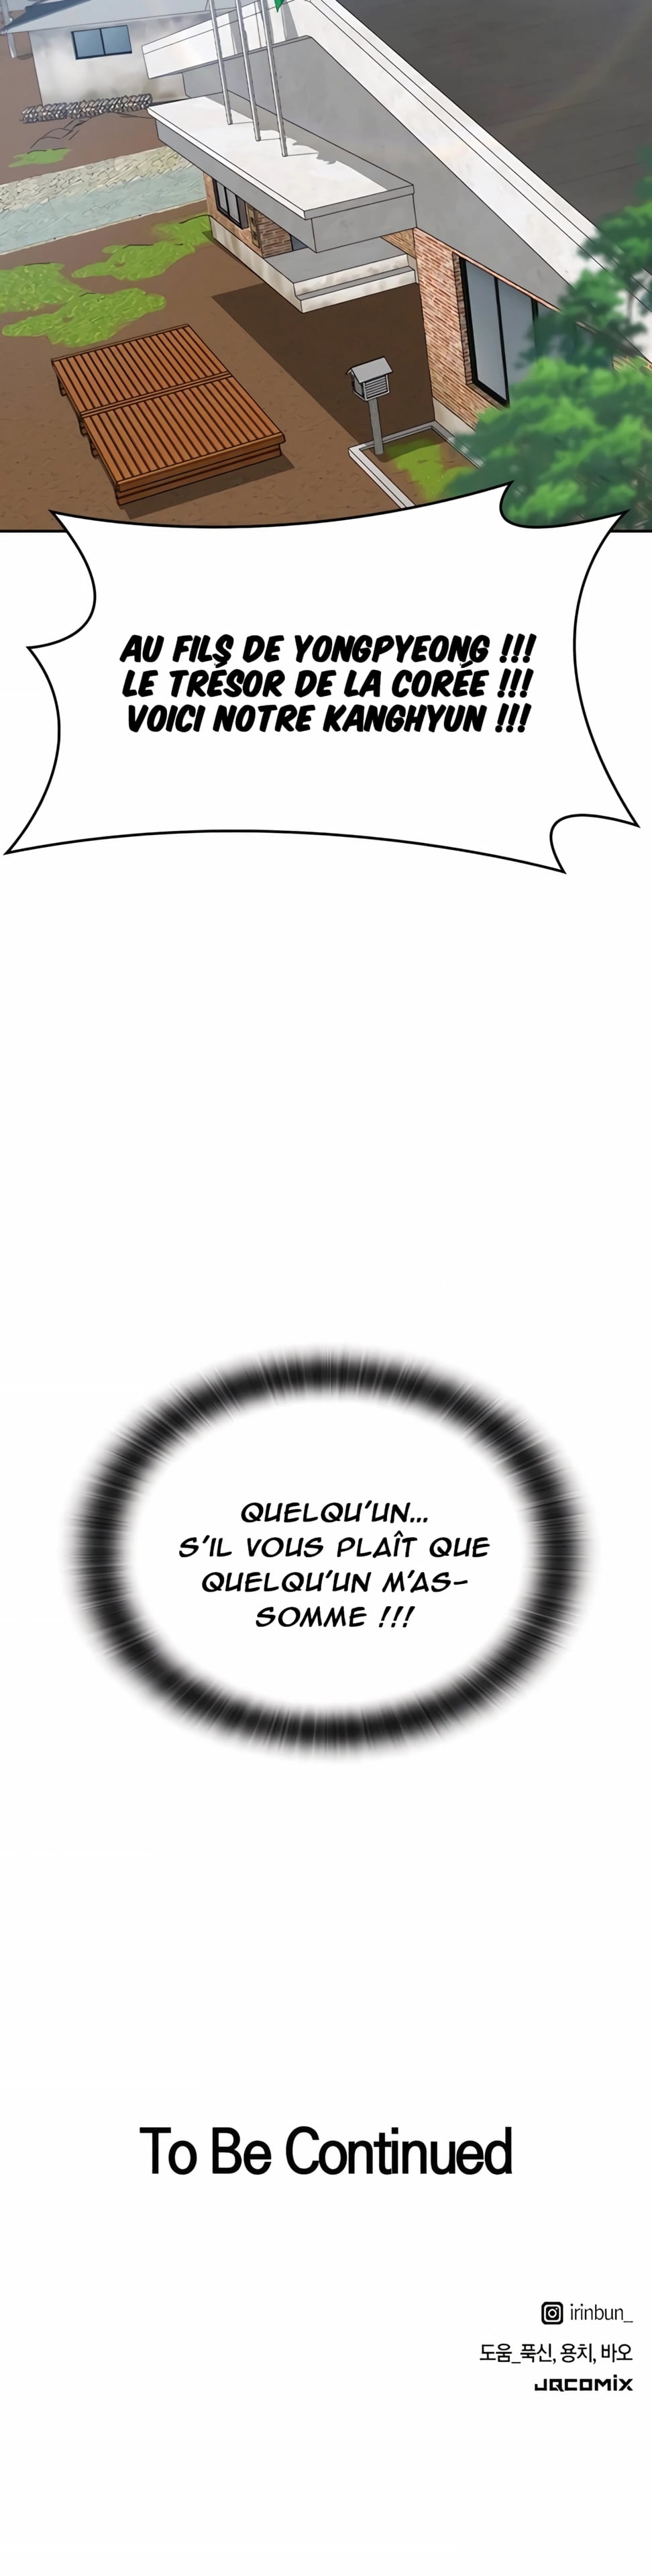 AU FILS DE YONGPYEONG !!!
LE TRÉSOR DE LA CORÉE !!!
VOICI NOTRE KANGHYUN !!!
QUELQU'UN...
S'IL VOUS PLAÎT QUE
QUELQU'UN M'AS-
SOMME !!!
To Be Continued
irinbun_
도움_푹신, 용치, 바오
JQCOMIX